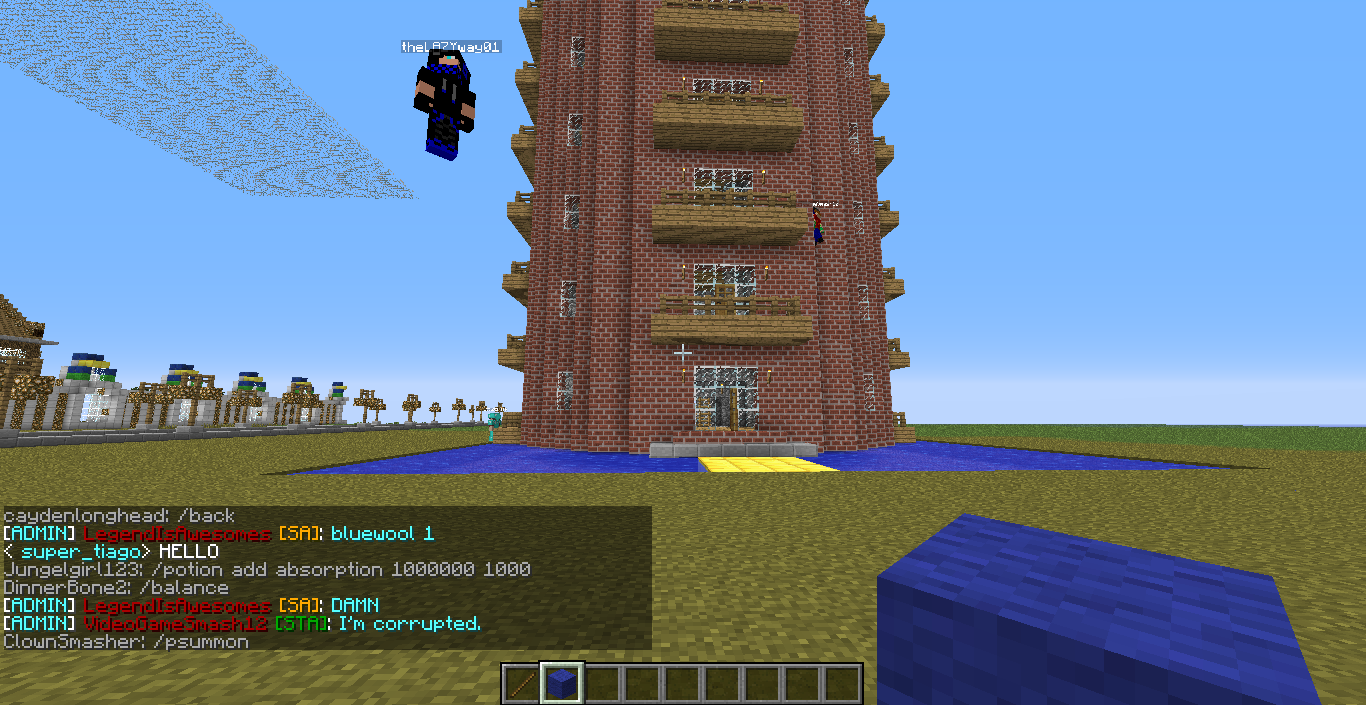 theLAZYway01
caydenlonghead: /back
[ADMIN] LegendIsAwesomes [SA]: bluewool 1
< super_tiago> HELLO
Jungelgirl123: /potion add absorption 1000000 1000
DinnerBone2: /balance
[ADMIN] LegendIsAwesomes [SA]: DAMN
[ADMIN] VideoGameSmash12 [STA]: I'm corrupted.
ClownSmasher: /psummon